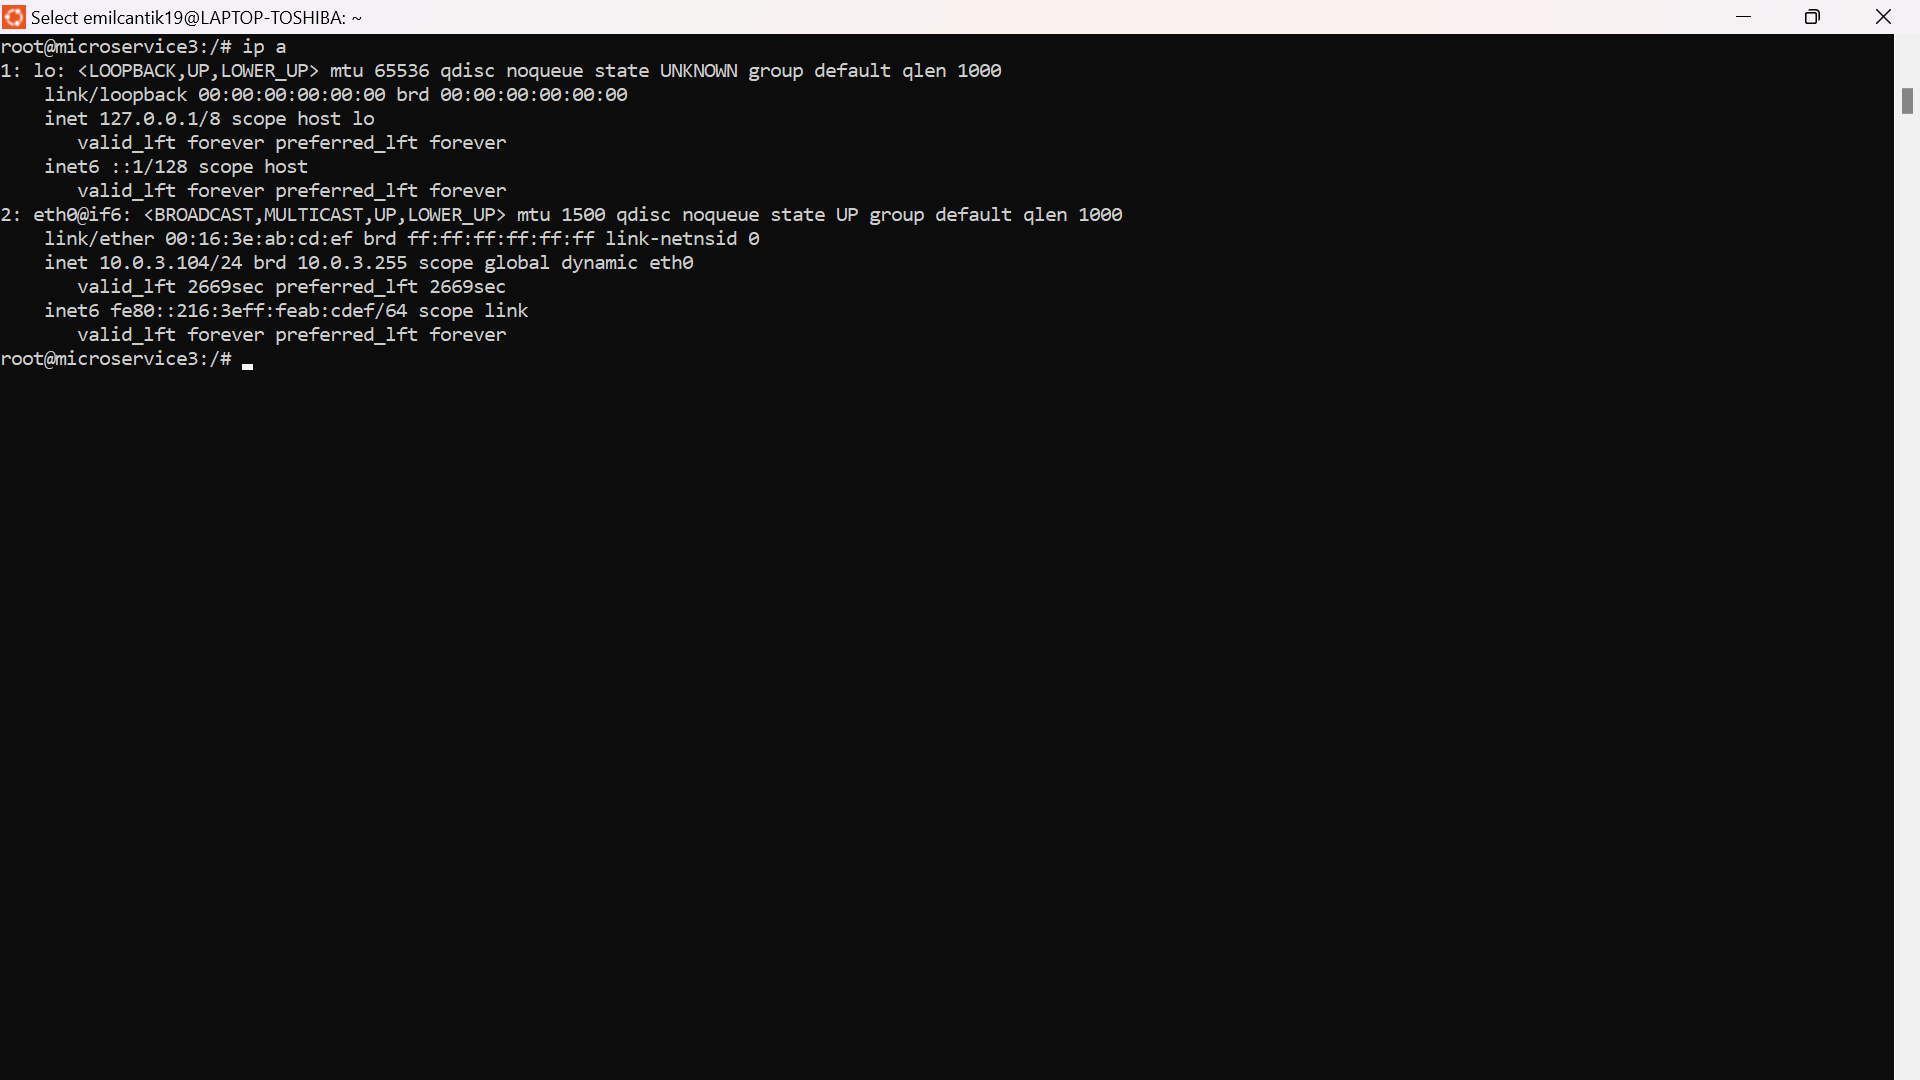 Select emilcantik19@LAPTOP-TOSHIBA: ~
root@microservice3:/# ip a
1: lo: <LOOPBACK,UP,LOWER_UP> mtu 65536 qdisc noqueue state UNKNOWN group default qlen 1000
    link/loopback 00:00:00:00:00:00 brd 00:00:00:00:00:00
    inet 127.0.0.1/8 scope host lo
       valid_lft forever preferred_lft forever
    inet6 ::1/128 scope host
       valid_lft forever preferred_lft forever
2: eth0@if6: <BROADCAST,MULTICAST,UP,LOWER_UP> mtu 1500 qdisc noqueue state UP group default qlen 1000
    link/ether 00:16:3e:ab:cd:ef brd ff:ff:ff:ff:ff:ff link-netnsid 0
    inet 10.0.3.104/24 brd 10.0.3.255 scope global dynamic eth0
       valid_lft 2669sec preferred_lft 2669sec
    inet6 fe80::216:3eff:feab:cdef/64 scope link
       valid_lft forever preferred_lft forever
root@microservice3:/#